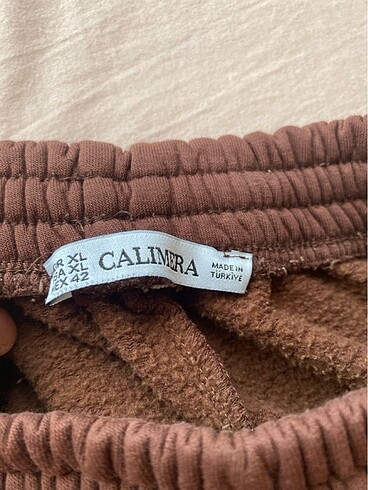 XL
XL
EX 42
CALIMERA
MADE IN
TÜRKİYE